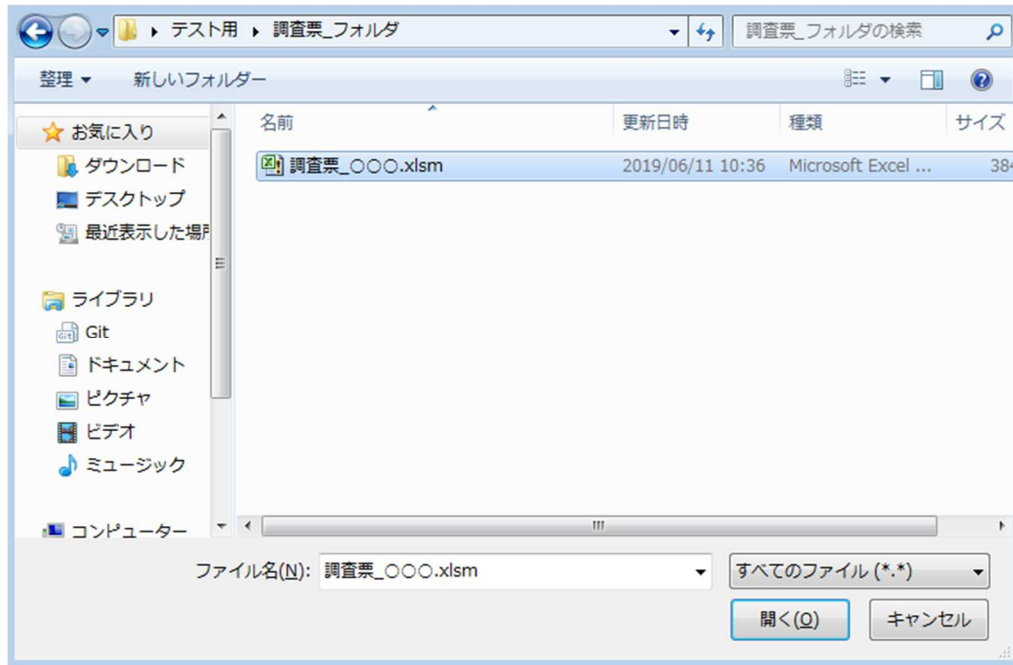 テスト用 調査票_フォルダ 調査票_フォルダの検索
整理 新しいフォルダー
名前 更新日時 種類 サイズ
調査票_○○○.xlsm 2019/06/11 10:36 Microsoft Excel ... 384
お気に入り
ダウンロード
デスクトップ
最近表示した場所
ライブラリ
Git
ドキュメント
ピクチャ
ビデオ
ミュージック
コンピューター
ファイル名(N): 調査票_○○○.xlsm すべてのファイル (*.*)
開く(O) キャンセル